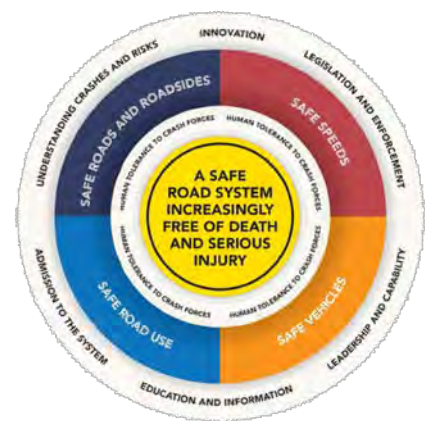 INNOVATION
LEGISLATION AND ENFORCEMENT
LEADERSHIP AND CAPABILITY
EDUCATION AND INFORMATION
ADMISSION TO THE SYSTEM
UNDERSTANDING CRASHES AND RISKS
SAFE ROADS AND ROADSIDES
SAFE SPEEDS
SAFE VEHICLES
SAFE ROAD USE
HUMAN TOLERANCE TO CRASH FORCES
HUMAN TOLERANCE TO CRASH FORCES
HUMAN TOLERANCE TO CRASH FORCES
HUMAN TOLERANCE TO CRASH FORCES
A SAFE
ROAD SYSTEM
INCREASINGLY
FREE OF DEATH
AND SERIOUS
INJURY